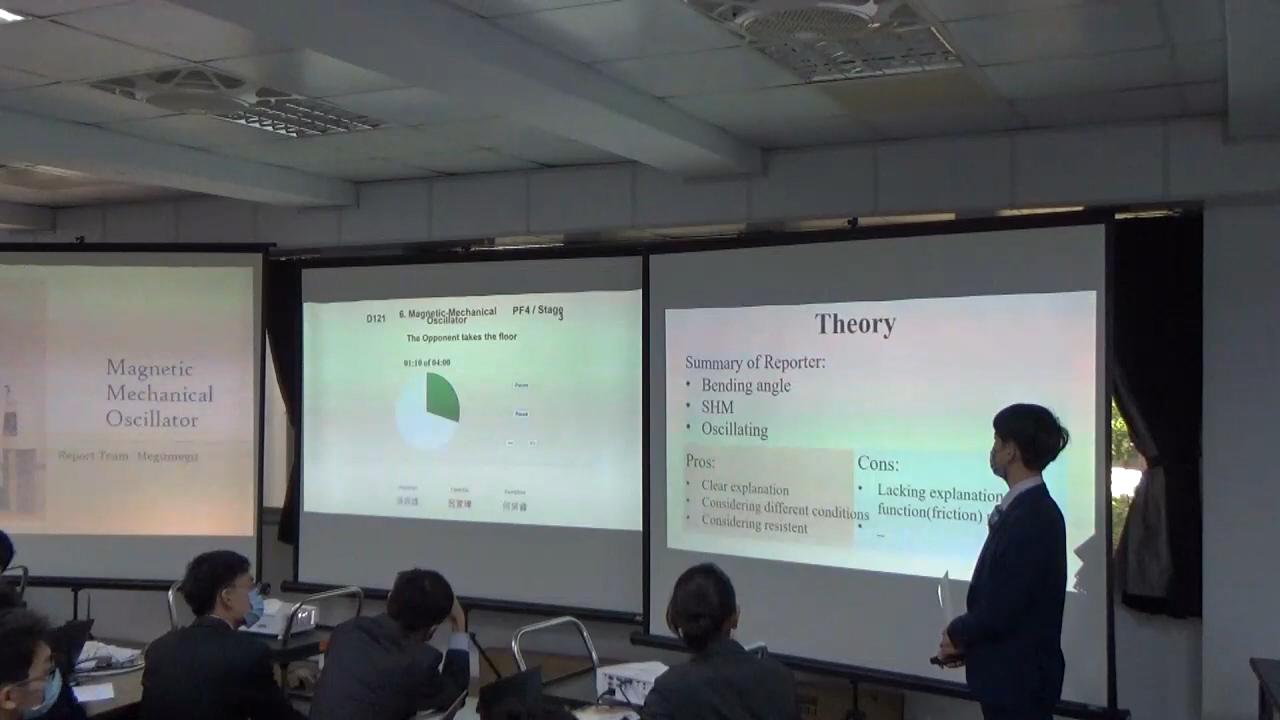 Magnetic
Mechanical
Oscillator
Report Team Megumegu
D121
6. Magnetic-Mechanical
Oscillator
PF4 / Stage
3
The Opponent takes the floor
01:10 of 04:00
Theory
Summary of Reporter:
• Bending angle
• SHM
• Oscillating
Pros:
• Clear explanation
• Considering different conditions
• Considering resistent
Cons:
• Lacking explanation
function(friction)
• –